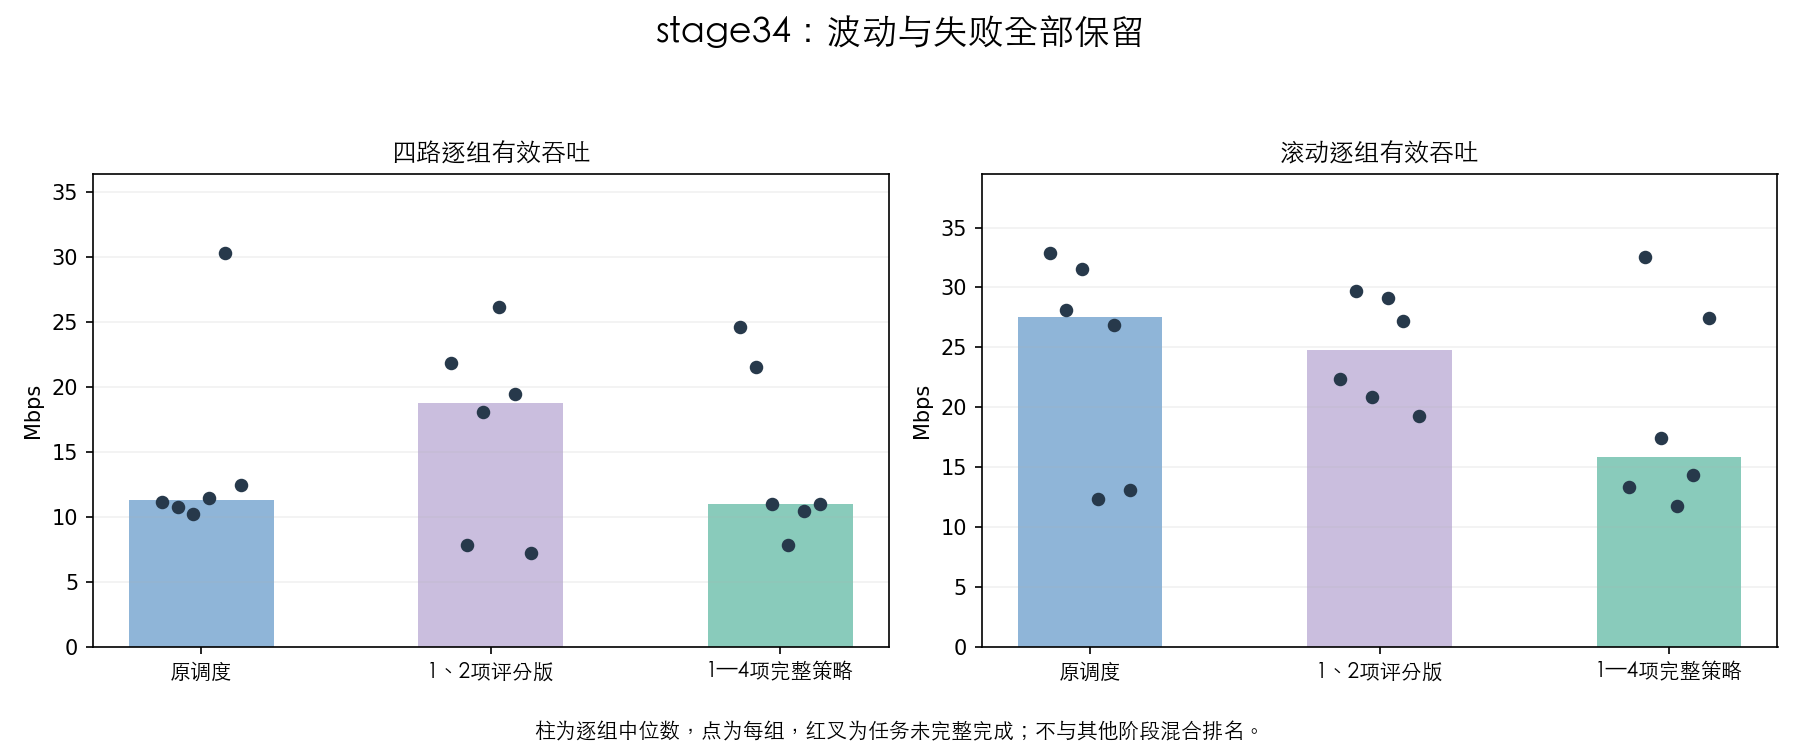 stage34：波动与失败全部保留
四路逐组有效吞吐
Mbps
35
30
25
20
15
10
5
0
原调度
1、2项评分版
1—4项完整策略
滚动逐组有效吞吐
Mbps
35
30
25
20
15
10
5
0
原调度
1、2项评分版
1—4项完整策略
柱为逐组中位数，点为每组，红叉为任务未完整完成；不与其他阶段混合排名。